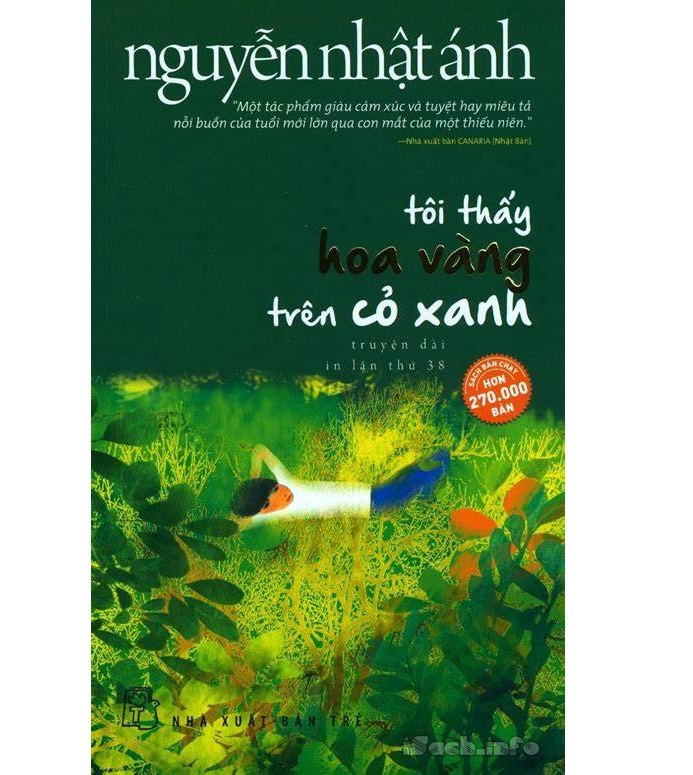 nguyễn nhật ánh
"Một tác phẩm giàu cảm xúc và tuyệt hay miêu tả
nỗi buồn của tuổi mới lớn qua con mắt của một thiếu niên."
—Nhà xuất bản CANARIA (Nhật Bản)
tôi thấy
hoa vàng
trên cỏ xanh
truyện dài
in lần thứ 38
SÁCH BÁN CHẠY
HƠN
270.000
BẢN
NHÀ XUẤT BẢN TRẺ
Sach.info